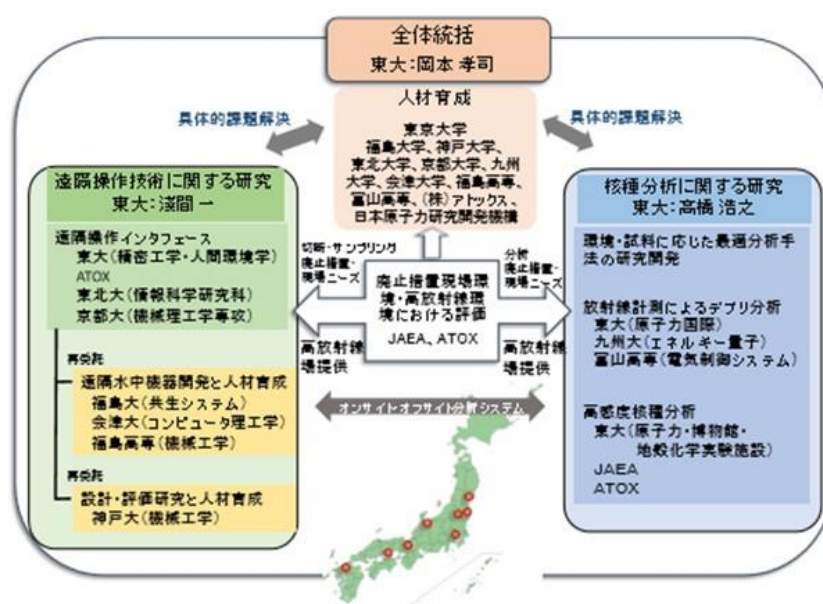 全体統括
東大：岡本 孝司
人材育成
東京大学
福島大学、神戸大学、
東北大学、京都大学、九州
大学、会津大学、福島高専、
富山高専、(株)アトックス、
日本原子力研究開発機構
具体的課題解決
具体的課題解決
遠隔操作技術に関する研究
東大：淺間 一
遠隔操作インタフェース
東大(精密工学・人間環境学)
ATOX
東北大(情報科学研究科)
京都大(機械理工学専攻)
再委託
遠隔水中機器開発と人材育成
福島大(共生システム)
会津大(コンピュータ理工学)
福島高専(機械工学)
再委託
設計・評価研究と人材育成
神戸大(機械工学)
切断・サンプリング
廃止措置・
現場ニーズ
高放射線
場提供
廃止措置現場環
境・高放射線環
境における評価
JAEA、ATOX
分析
廃止措置・
現場ニーズ
高放射線
場提供
オンサイト・オフサイト分析システム
核種分析に関する研究
東大：高橋 浩之
環境・試料に応じた最適分析手
法の研究開発
放射線計測によるデブリ分析
東大(原子力国際)
九州大(エネルギー量子)
富山高専(電気制御システム)
高感度核種分析
東大(原子力・博物館・
地殻化学実験施設)
JAEA
ATOX